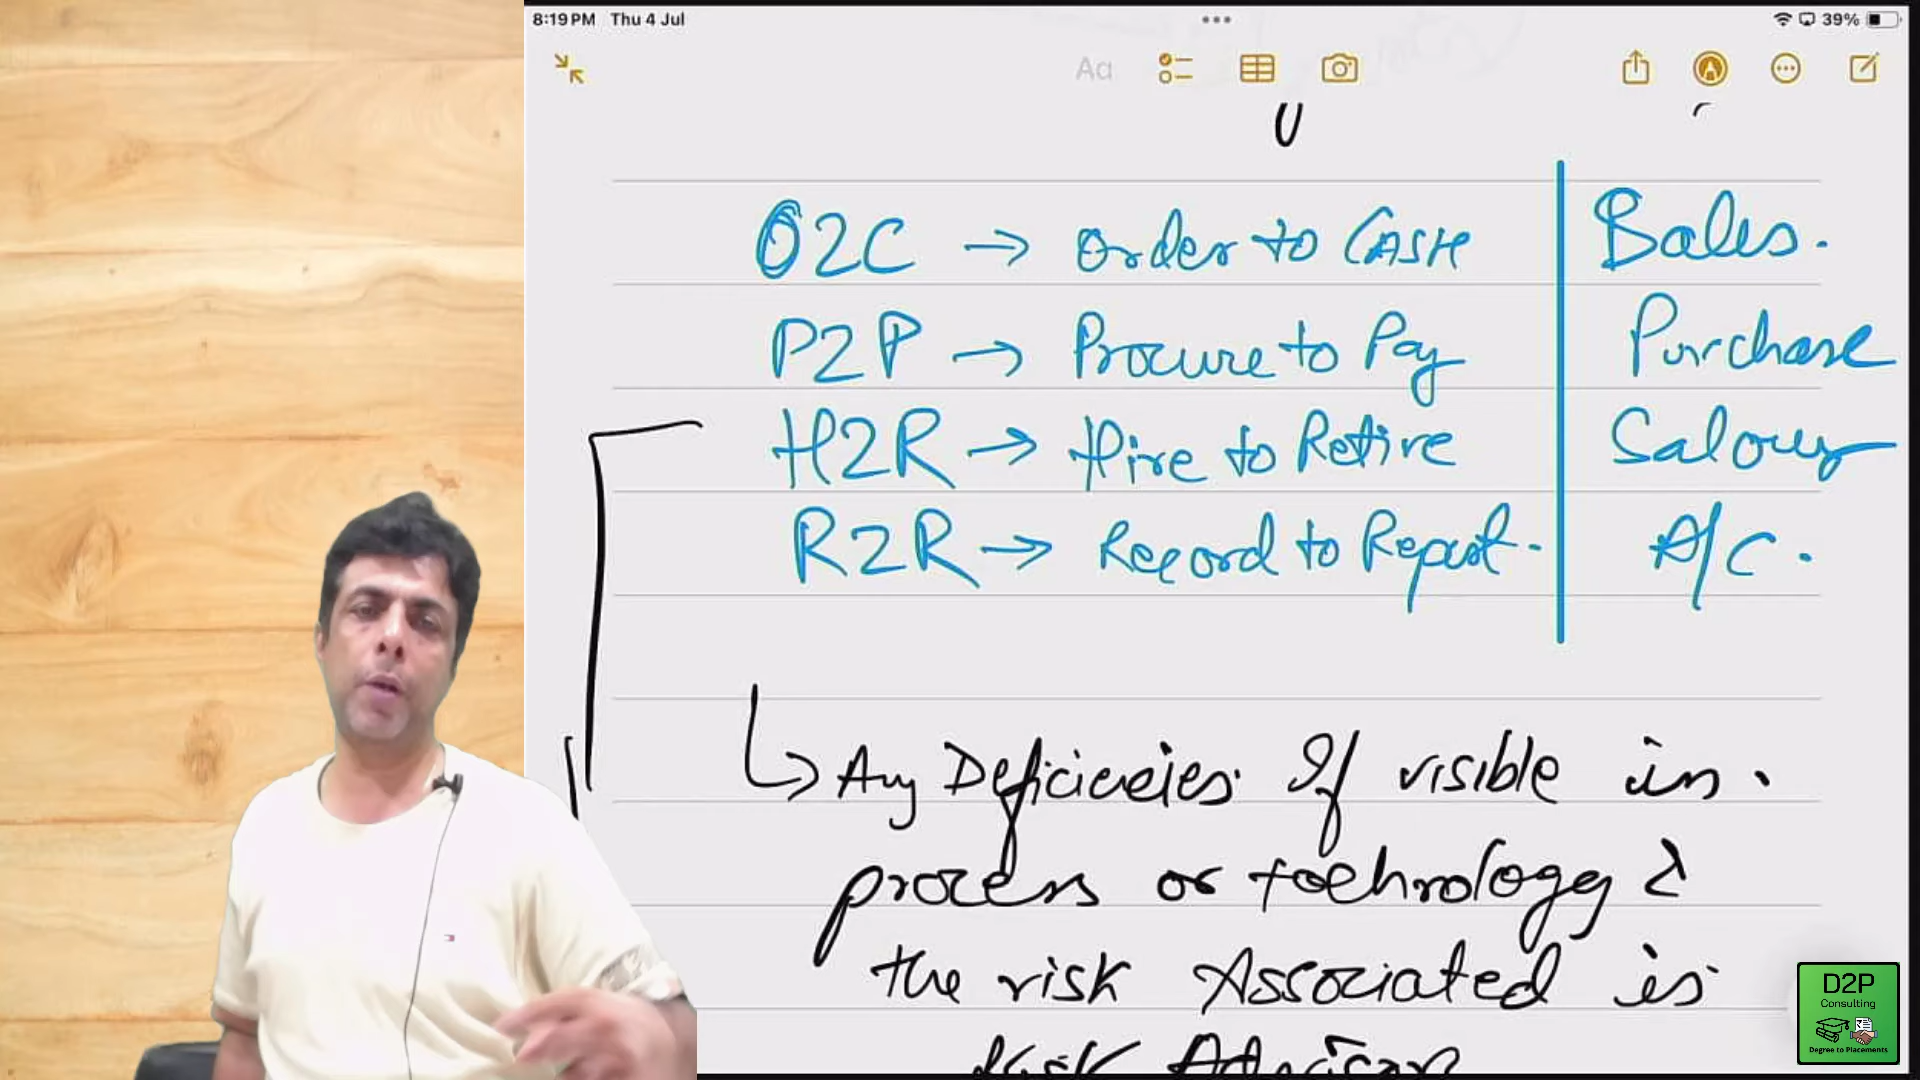 8:19 PM Thu 4 Jul
39%
Aa
O2C → Order to CASH Sales.
P2P → Procure to Pay Purchase
H2R → Hire to Retire Salary
R2R → Record to Report. A/C.
↳ Any Deficiencies If visible in
process or technology &
the risk Associated is
Risk
D2P
Consulting
Degree to Placements